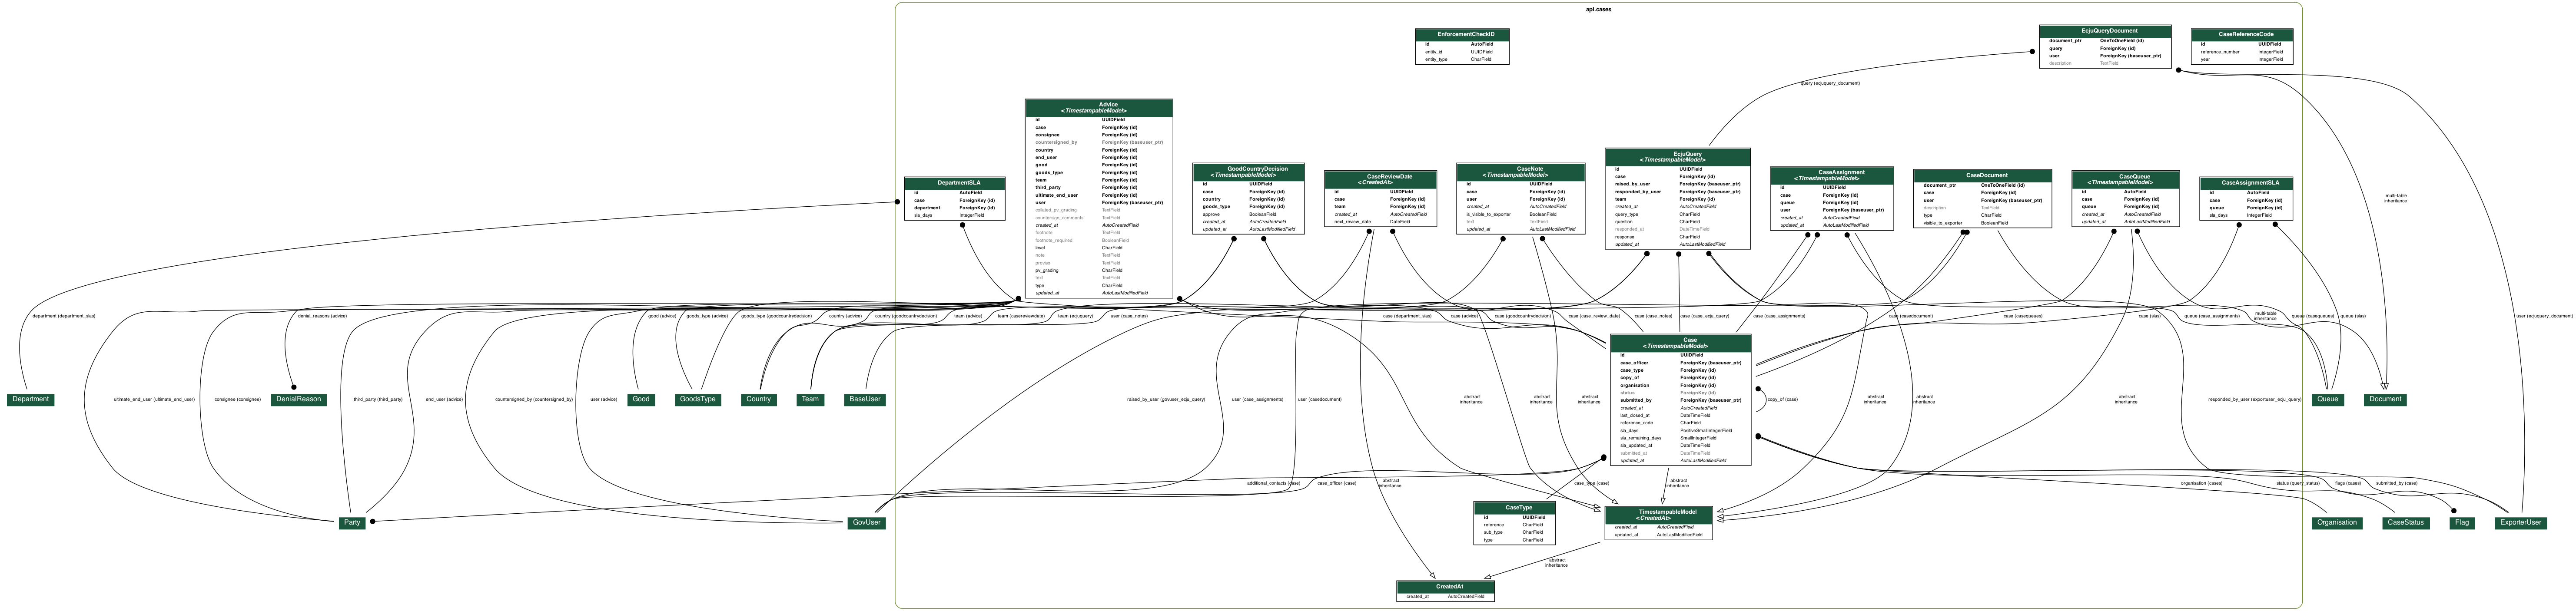 api.cases
EnforcementCheckID
id AutoField
entity_id UUIDField
entity_type CharField
EcjuQueryDocument
document_ptr OneToOneField (id)
query ForeignKey (id)
user ForeignKey (baseuser_ptr)
description TextField
CaseReferenceCode
id UUIDField
reference_number IntegerField
year IntegerField
query (ecjuquery_document)
Advice
<TimestampableModel>
id UUIDField
case ForeignKey (id)
consignee ForeignKey (id)
countersigned_by ForeignKey (baseuser_ptr)
country ForeignKey (id)
end_user ForeignKey (id)
good ForeignKey (id)
goods_type ForeignKey (id)
team ForeignKey (id)
third_party ForeignKey (id)
ultimate_end_user ForeignKey (id)
user ForeignKey (baseuser_ptr)
collated_pv_grading TextField
countersign_comments TextField
created_at AutoCreatedField
footnote TextField
footnote_required BooleanField
level CharField
note TextField
proviso TextField
pv_grading CharField
text TextField
type CharField
updated_at AutoLastModifiedField
DepartmentSLA
id AutoField
case ForeignKey (id)
department ForeignKey (id)
sla_days IntegerField
GoodCountryDecision
<TimestampableModel>
id UUIDField
case ForeignKey (id)
country ForeignKey (id)
goods_type ForeignKey (id)
approve BooleanField
created_at AutoCreatedField
updated_at AutoLastModifiedField
CaseReviewDate
<CreatedAt>
id UUIDField
case ForeignKey (id)
team ForeignKey (id)
created_at AutoCreatedField
next_review_date DateField
CaseNote
<TimestampableModel>
id UUIDField
case ForeignKey (id)
user ForeignKey (id)
created_at AutoCreatedField
is_visible_to_exporter BooleanField
text TextField
updated_at AutoLastModifiedField
EcjuQuery
<TimestampableModel>
id UUIDField
case ForeignKey (id)
raised_by_user ForeignKey (baseuser_ptr)
responded_by_user ForeignKey (baseuser_ptr)
team ForeignKey (id)
created_at AutoCreatedField
query_type CharField
question CharField
responded_at DateTimeField
response CharField
updated_at AutoLastModifiedField
CaseAssignment
<TimestampableModel>
id UUIDField
case ForeignKey (id)
queue ForeignKey (id)
user ForeignKey (baseuser_ptr)
created_at AutoCreatedField
updated_at AutoLastModifiedField
CaseDocument
document_ptr OneToOneField (id)
case ForeignKey (id)
user ForeignKey (baseuser_ptr)
description TextField
type CharField
visible_to_exporter BooleanField
CaseQueue
<TimestampableModel>
id AutoField
case ForeignKey (id)
queue ForeignKey (id)
created_at AutoCreatedField
updated_at AutoLastModifiedField
CaseAssignmentSLA
id AutoField
case ForeignKey (id)
queue ForeignKey (id)
sla_days IntegerField
multi-table
inheritance
department (department_slas)
denial_reasons (advice)
good (advice)
goods_type (advice)
goods_type (goodcountrydecision)
country (advice)
country (goodcountrydecision)
team (advice)
team (casereviewdate)
team (ecjuquery)
user (case_notes)
case (department_slas)
case (advice)
case (goodcountrydecision)
case (case_review_date)
case (case_notes)
case (case_ecju_query)
case (case_assignments)
case (casedocument)
case (casequeues)
case (slas)
queue (case_assignments)
multi-table
inheritance
queue (casequeues)
queue (slas)
user (ecjuquery_document)
Case
<TimestampableModel>
id UUIDField
case_officer ForeignKey (baseuser_ptr)
case_type ForeignKey (id)
copy_of ForeignKey (id)
organisation ForeignKey (id)
status ForeignKey (id)
submitted_by ForeignKey (baseuser_ptr)
created_at AutoCreatedField
last_closed_at DateTimeField
reference_code CharField
sla_days PositiveSmallIntegerField
sla_remaining_days SmallIntegerField
sla_updated_at DateTimeField
submitted_at DateTimeField
updated_at AutoLastModifiedField
copy_of (case)
Department
ultimate_end_user (ultimate_end_user)
consignee (consignee)
DenialReason
third_party (third_party)
end_user (advice)
countersigned_by (countersigned_by)
user (advice)
Good
GoodsType
Country
Team
BaseUser
raised_by_user (govuser_ecju_query)
user (case_assignments)
user (casedocument)
abstract
inheritance
abstract
inheritance
abstract
inheritance
abstract
inheritance
abstract
inheritance
abstract
inheritance
responded_by_user (exportuser_ecju_query)
Queue
Document
additional_contacts (case)
case_officer (case)
abstract
inheritance
case_type (case)
abstract
inheritance
organisation (cases)
status (query_status)
flags (cases)
submitted_by (case)
Party
GovUser
CaseType
id UUIDField
reference CharField
sub_type CharField
type CharField
TimestampableModel
<CreatedAt>
created_at AutoCreatedField
updated_at AutoLastModifiedField
Organisation
CaseStatus
Flag
ExporterUser
abstract
inheritance
CreatedAt
created_at AutoCreatedField